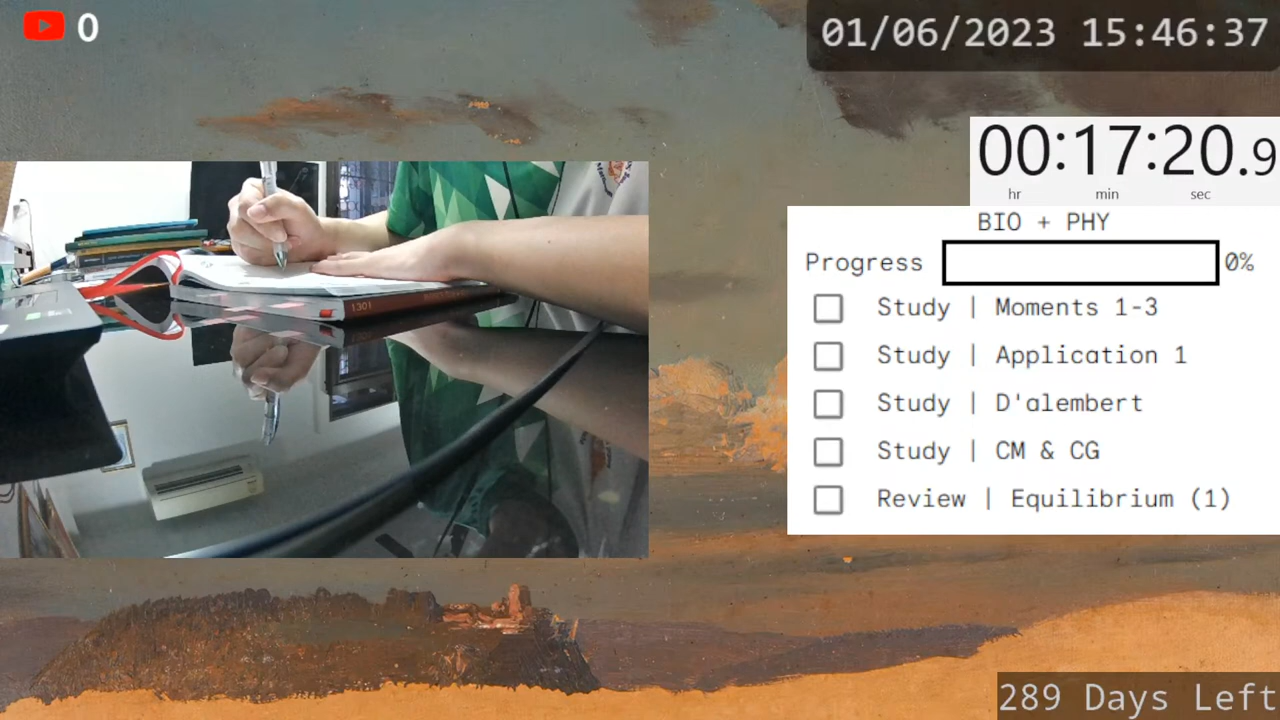 0
01/06/2023 15:46:37
00:17:20.9
hr min sec
BIO + PHY
Progress 0%
Study | Moments 1-3
Study | Application 1
Study | D'alembert
Study | CM & CG
Review | Equilibrium (1)
1301
289 Days Left